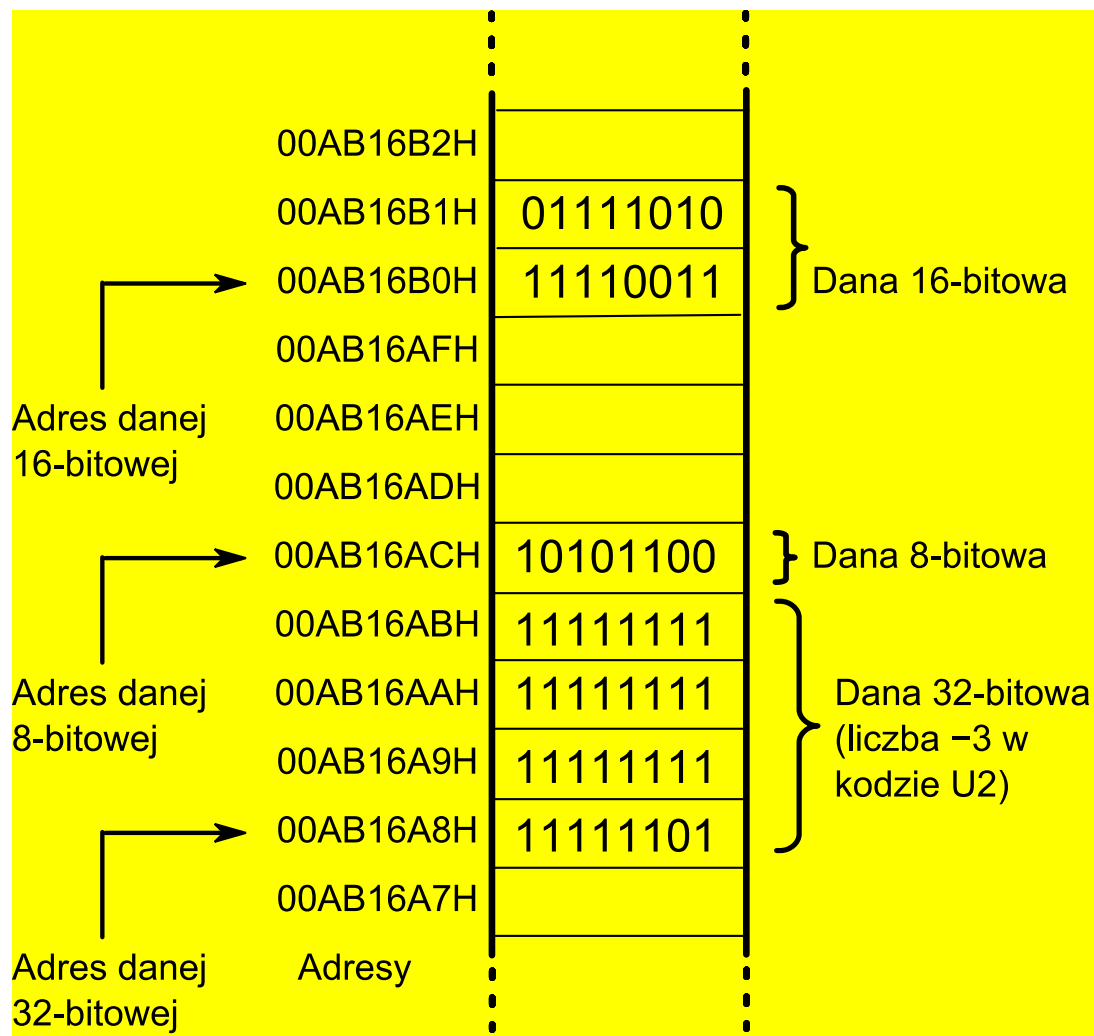 00AB16B2H
00AB16B1H 01111010
00AB16B0H 11110011 Dana 16-bitowa
00AB16AFH
Adres danej
16-bitowej
00AB16AEH
00AB16ADH
00AB16ACH 10101100 Dana 8-bitowa
00AB16ABH 11111111
Adres danej
8-bitowej
00AB16AAH 11111111
Dana 32-bitowa
(liczba −3 w
kodzie U2)
00AB16A9H 11111111
00AB16A8H 11111101
00AB16A7H
Adres danej
32-bitowej
Adresy